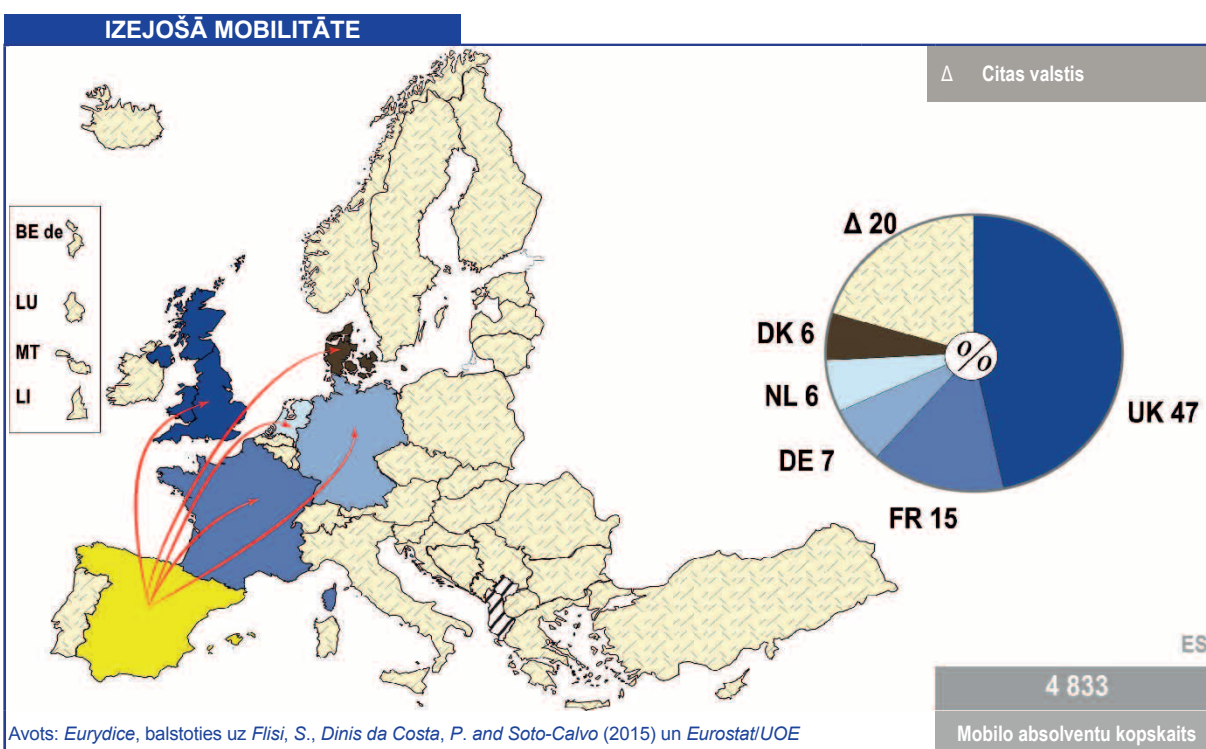 IZEJOŠĀ MOBILITĀTE
Δ Citas valstis
BE de
LU
MT
LI
Δ 20
DK 6
NL 6
DE 7
FR 15
UK 47
%
ES
4 833
Mobilo absolventu kopskaits
Avots: Eurydice, balstoties uz Flisi, S., Dinis da Costa, P. and Soto-Calvo (2015) un Eurostat/UOE